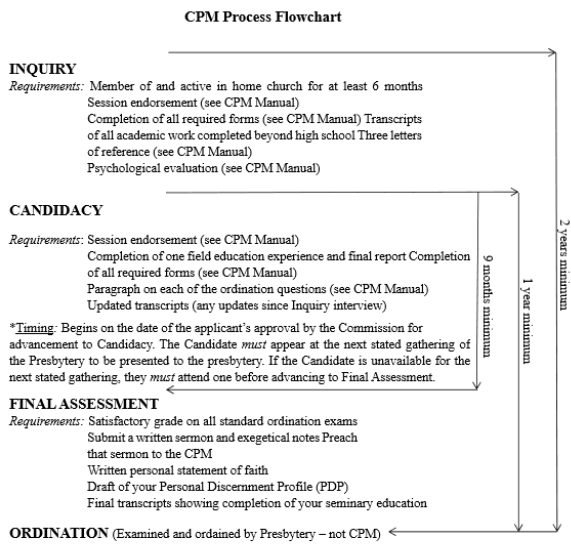 CPM Process Flowchart
INQUIRY
Requirements: Member of and active in home church for at least 6 months
Session endorsement (see CPM Manual)
Completion of all required forms (see CPM Manual) Transcripts
of all academic work completed beyond high school Three letters
of reference (see CPM Manual)
Psychological evaluation (see CPM Manual)
CANDIDACY
Requirements: Session endorsement (see CPM Manual)
Completion of one field education experience and final report Completion
of all required forms (see CPM Manual)
Paragraph on each of the ordination questions (see CPM Manual)
Updated transcripts (any updates since Inquiry interview)
*Timing: Begins on the date of the applicant's approval by the Commission for
advancement to Candidacy. The Candidate must appear at the next stated gathering of
the Presbytery to be presented to the presbytery. If the Candidate is unavailable for the
next stated gathering, they must attend one before advancing to Final Assessment.
9 months minimum
1 year minimum
2 years minimum
FINAL ASSESSMENT
Requirements: Satisfactory grade on all standard ordination exams
Submit a written sermon and exegetical notes Preach
that sermon to the CPM
Written personal statement of faith
Draft of your Personal Discernment Profile (PDP)
Final transcripts showing completion of your seminary education
ORDINATION (Examined and ordained by Presbytery – not CPM)